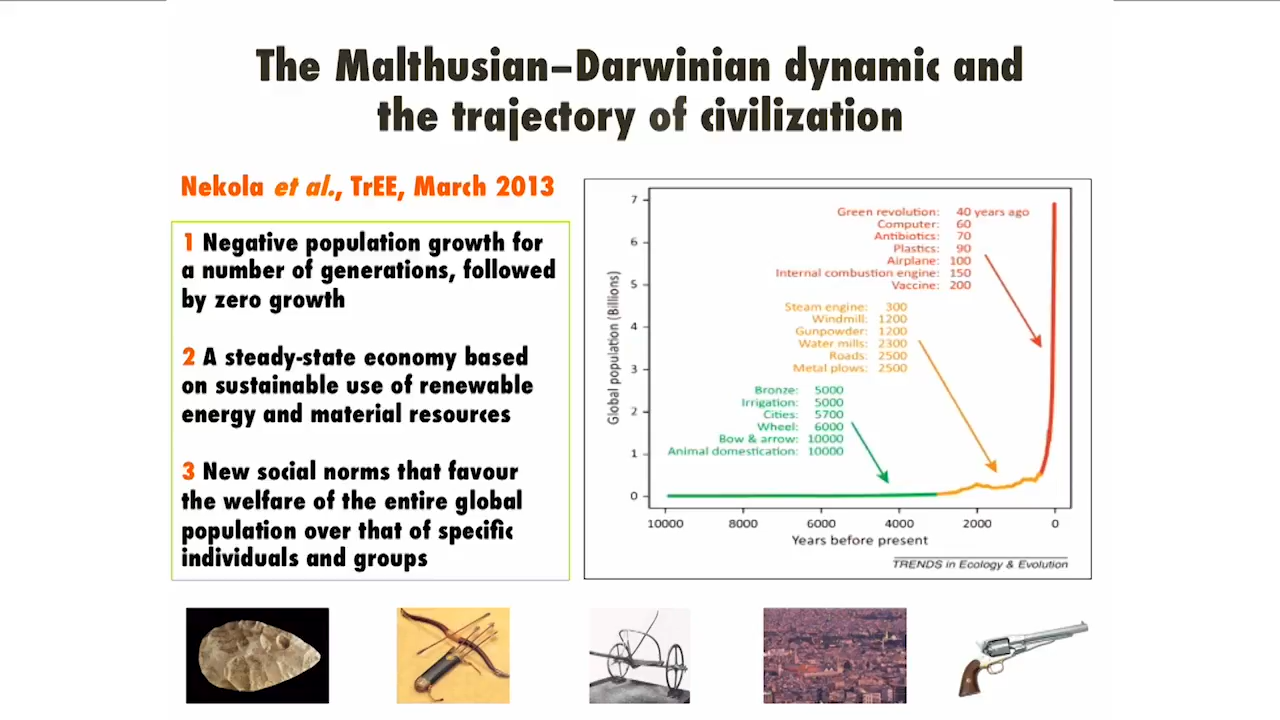 The Malthusian–Darwinian dynamic and
the trajectory of civilization
Nekola et al., TrEE, March 2013
1 Negative population growth for
a number of generations, followed
by zero growth
2 A steady-state economy based
on sustainable use of renewable
energy and material resources
3 New social norms that favour
the welfare of the entire global
population over that of specific
individuals and groups
Global population (Billions)
7
6
5
4
3
2
1
0
Green revolution: 40 years ago
Computer: 60
Antibiotics: 70
Plastics: 90
Airplane: 100
Internal combustion engine: 150
Vaccine: 200
Steam engine: 300
Windmill: 1200
Gunpowder: 1200
Water mills: 2300
Roads: 2500
Metal plows: 2500
Bronze: 5000
Irrigation: 5000
Cities: 5700
Wheel: 6000
Bow & arrow: 10000
Animal domestication: 10000
10000 8000 6000 4000 2000 0
Years before present
TRENDS in Ecology & Evolution